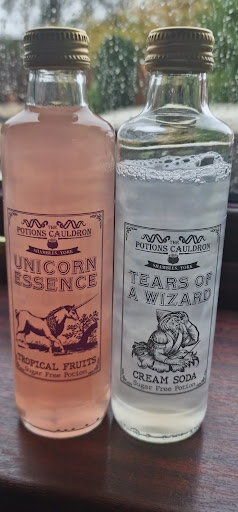 THE
POTIONS CAULDRON
SHAMBLES, YORK
UNICORN
ESSENCE
TROPICAL FRUITS
Sugar Free Potion
THE
POTIONS CAULDRON
SHAMBLES, YORK
TEARS OF
A WIZARD
CREAM SODA
Sugar Free Potion